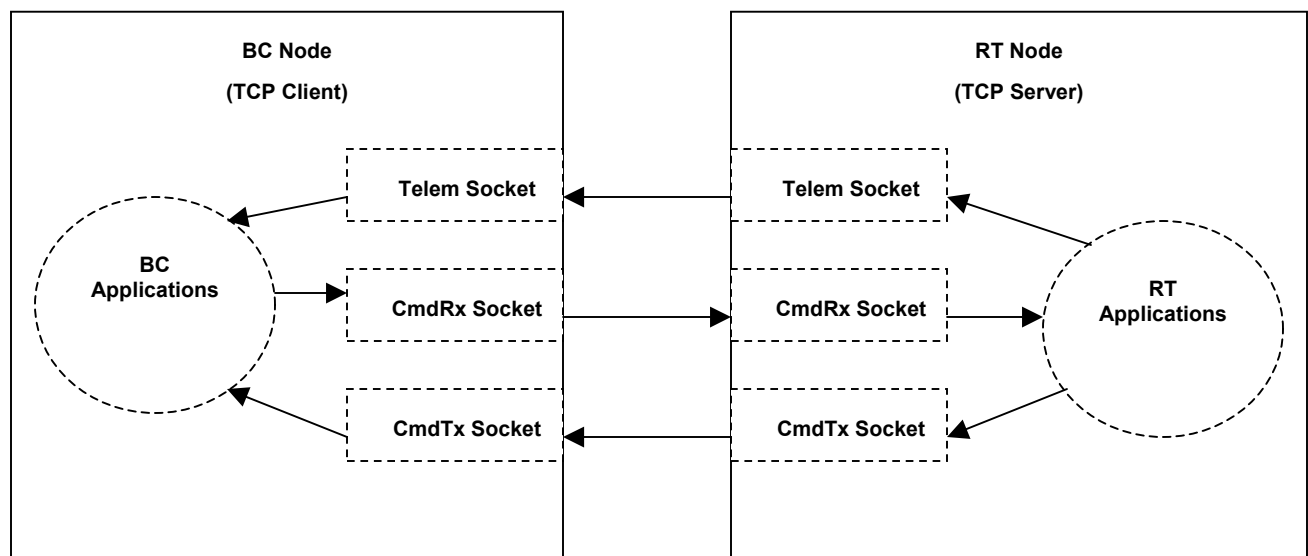 BC Node
(TCP Client)
Telem Socket
BC
Applications
CmdRx Socket
CmdTx Socket
RT Node
(TCP Server)
Telem Socket
CmdRx Socket
RT
Applications
CmdTx Socket